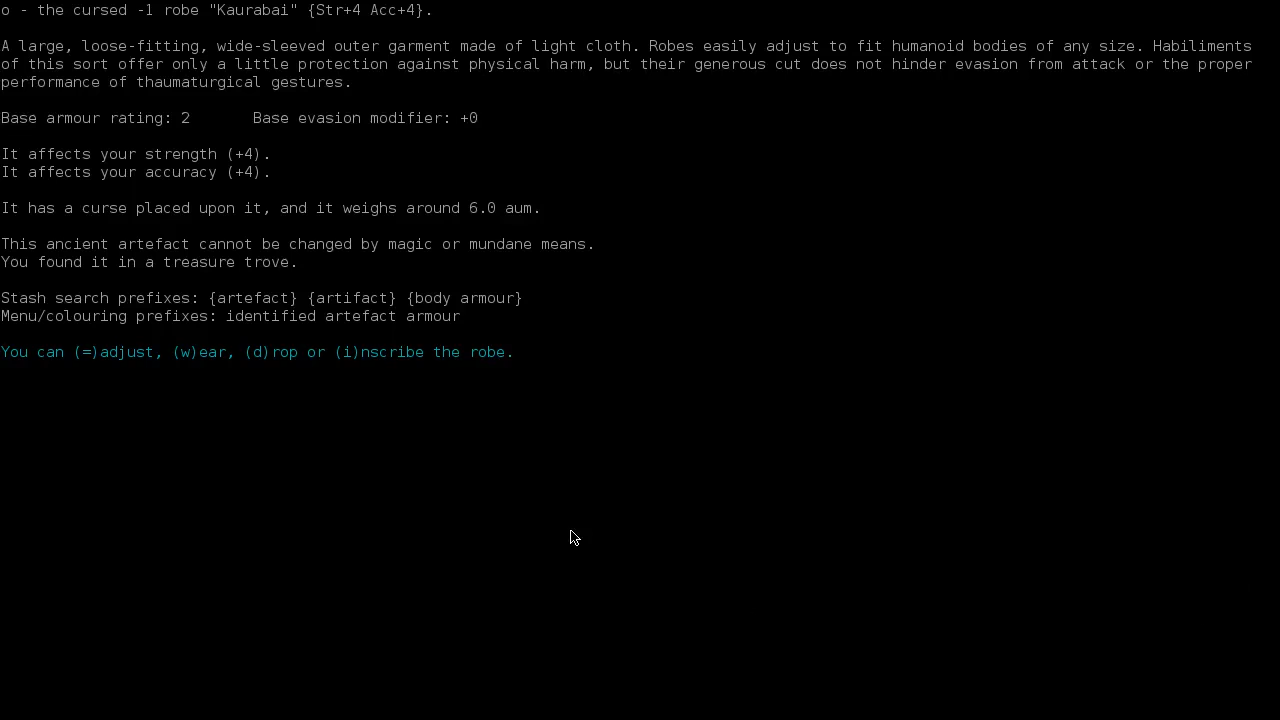 o - the cursed -1 robe "Kaurabai" {Str+4 Acc+4}.
A large, loose-fitting, wide-sleeved outer garment made of light cloth. Robes easily adjust to fit humanoid bodies of any size. Habiliments
of this sort offer only a little protection against physical harm, but their generous cut does not hinder evasion from attack or the proper
performance of thaumaturgical gestures.
Base armour rating: 2       Base evasion modifier: +0
It affects your strength (+4).
It affects your accuracy (+4).
It has a curse placed upon it, and it weighs around 6.0 aum.
This ancient artefact cannot be changed by magic or mundane means.
You found it in a treasure trove.
Stash search prefixes: {artefact} {artifact} {body armour}
Menu/colouring prefixes: identified artefact armour
You can (=)adjust, (w)ear, (d)rop or (i)nscribe the robe.